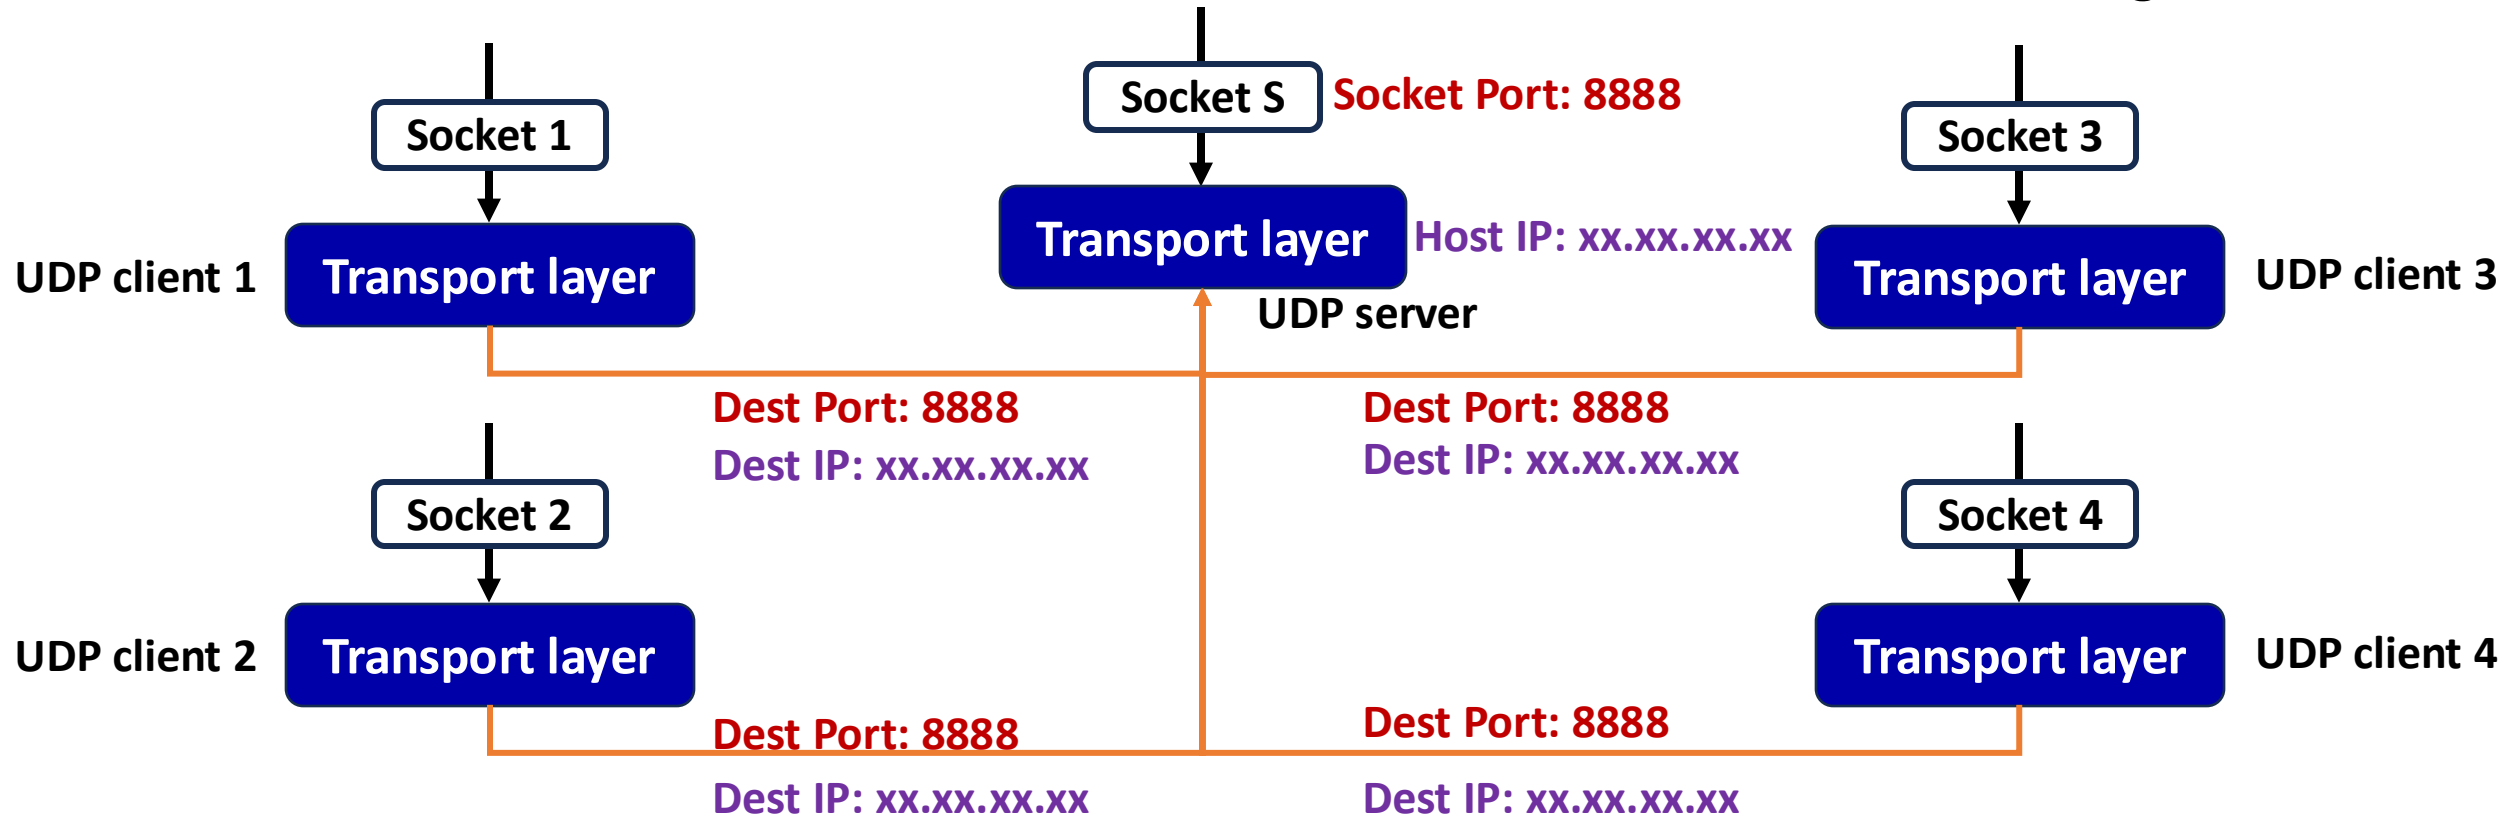 Socket S
Socket Port: 8888
Socket 1
Socket 3
Transport layer
Host IP: xx.xx.xx.xx
UDP client 1
Transport layer
Transport layer
UDP client 3
UDP server
Dest Port: 8888
Dest IP: xx.xx.xx.xx
Dest Port: 8888
Dest IP: xx.xx.xx.xx
Socket 2
Socket 4
UDP client 2
Transport layer
Transport layer
UDP client 4
Dest Port: 8888
Dest IP: xx.xx.xx.xx
Dest Port: 8888
Dest IP: xx.xx.xx.xx